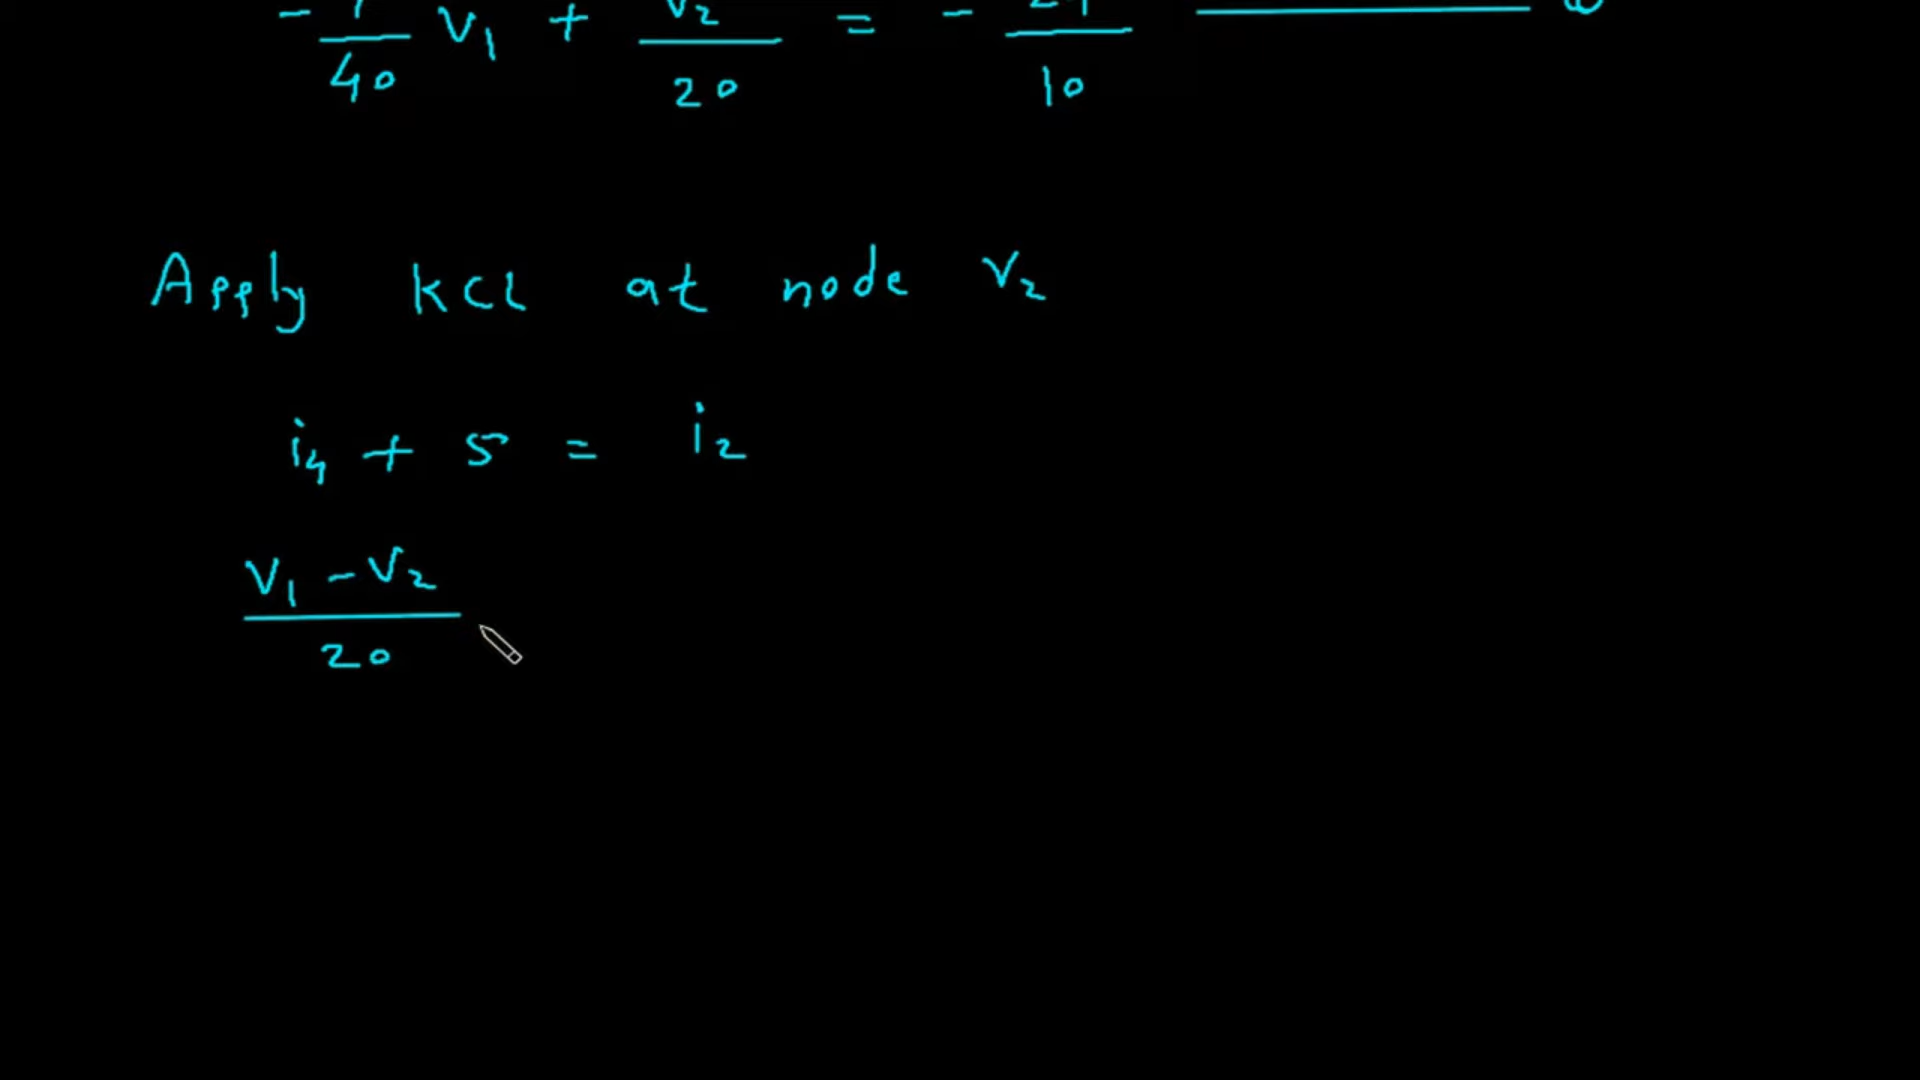 - /40 V1 + V2/20 = - /10
Apply KCL at node V2
i4 + 5 = i2
V1 - V2
20